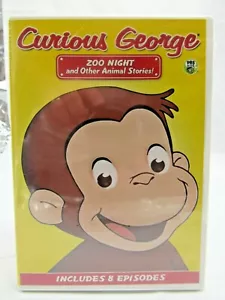 Curious George
ZOO NIGHT
and Other Animal Stories!
INCLUDES 8 EPISODES